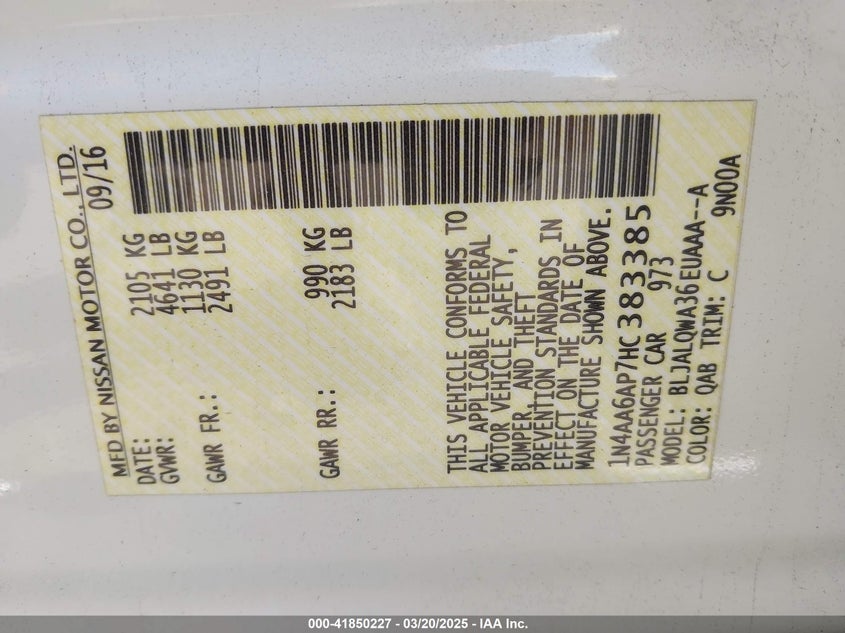 MFD BY NISSAN MOTOR CO., LTD.
DATE: 09/16
GVWR: 2105 KG
4641 LB
GAWR FR.: 1130 KG
2491 LB
GAWR RR.: 990 KG
2183 LB
THIS VEHICLE CONFORMS TO
ALL APPLICABLE FEDERAL
MOTOR VEHICLE SAFETY,
BUMPER, AND THEFT
PREVENTION STANDARDS IN
EFFECT ON THE DATE OF
MANUFACTURE SHOWN ABOVE.
1N4AA6AP7HC383385
PASSENGER CAR 973
MODEL: BLJALQWA36EUAAA--A
COLOR: QAB TRIM: C 9N00A
000-41850227 - 03/20/2025 - IAA Inc.